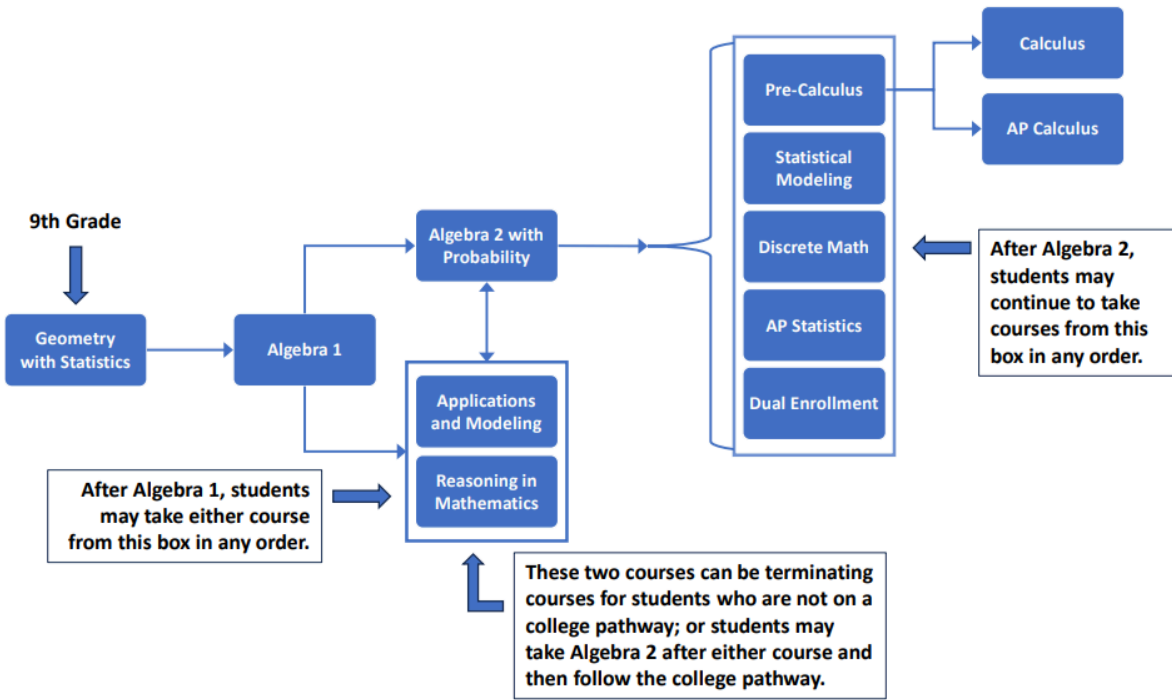 9th Grade
Geometry
with Statistics
Algebra 1
Algebra 2 with
Probability
Applications
and Modeling
Reasoning in
Mathematics
After Algebra 1, students
may take either course
from this box in any order.
These two courses can be terminating
courses for students who are not on a
college pathway; or students may
take Algebra 2 after either course and
then follow the college pathway.
Pre-Calculus
Statistical
Modeling
Discrete Math
AP Statistics
Dual Enrollment
Calculus
AP Calculus
After Algebra 2,
students may
continue to take
courses from this
box in any order.